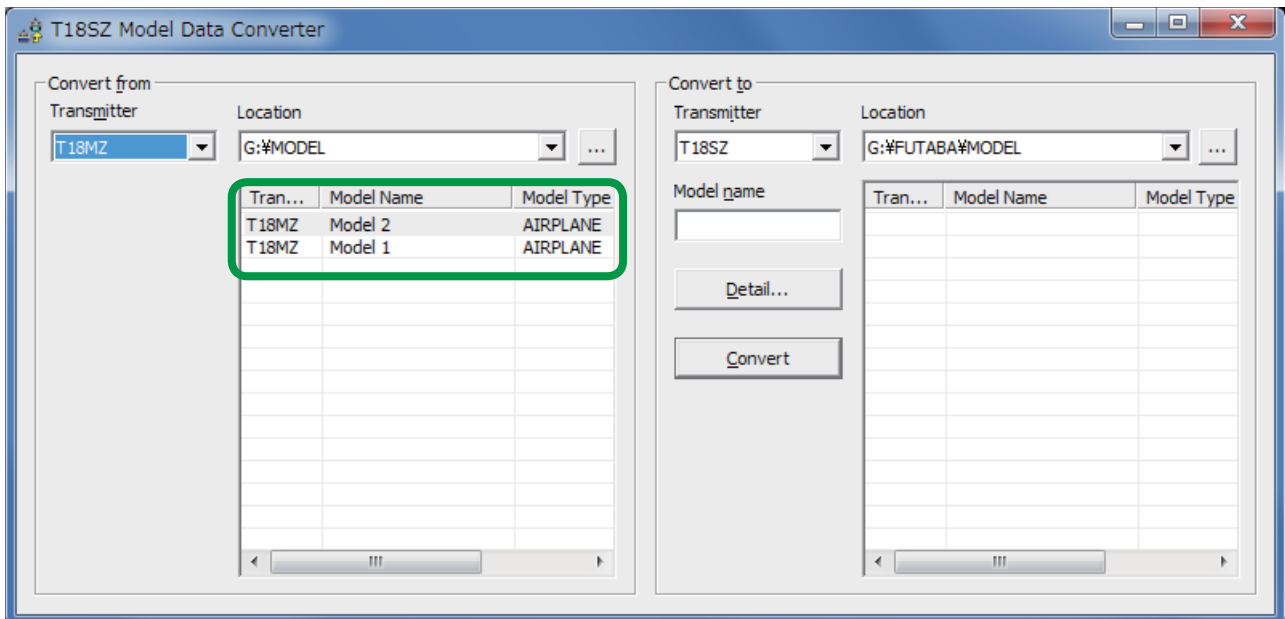 T18SZ Model Data Converter
Convert from
Transmitter Location
T18MZ G:¥MODEL ...
Tran... Model Name Model Type
T18MZ Model 2 AIRPLANE
T18MZ Model 1 AIRPLANE
Convert to
Transmitter Location
T18SZ G:¥FUTABA¥MODEL ...
Model name
Tran... Model Name Model Type
Detail...
Convert